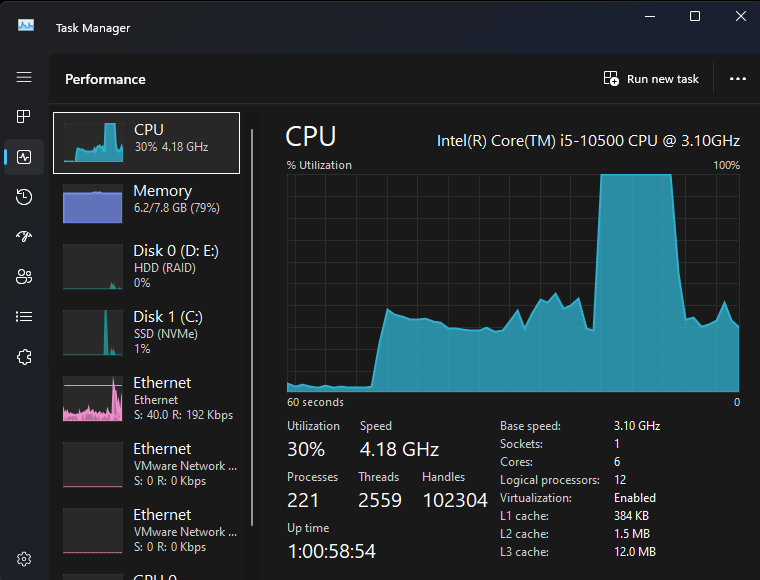 Task Manager
Performance
Run new task
CPU
30% 4.18 GHz
Memory
6.2/7.8 GB (79%)
Disk 0 (D: E:)
HDD (RAID)
0%
Disk 1 (C:)
SSD (NVMe)
1%
Ethernet
Ethernet
S: 40.0 R: 192 Kbps
Ethernet
VMware Network ...
S: 0 R: 0 Kbps
Ethernet
VMware Network ...
S: 0 R: 0 Kbps
CPU
Intel(R) Core(TM) i5-10500 CPU @ 3.10GHz
% Utilization 100%
60 seconds 0
Utilization Speed
30% 4.18 GHz
Processes Threads Handles
221 2559 102304
Up time
1:00:58:54
Base speed: 3.10 GHz
Sockets: 1
Cores: 6
Logical processors: 12
Virtualization: Enabled
L1 cache: 384 KB
L2 cache: 1.5 MB
L3 cache: 12.0 MB